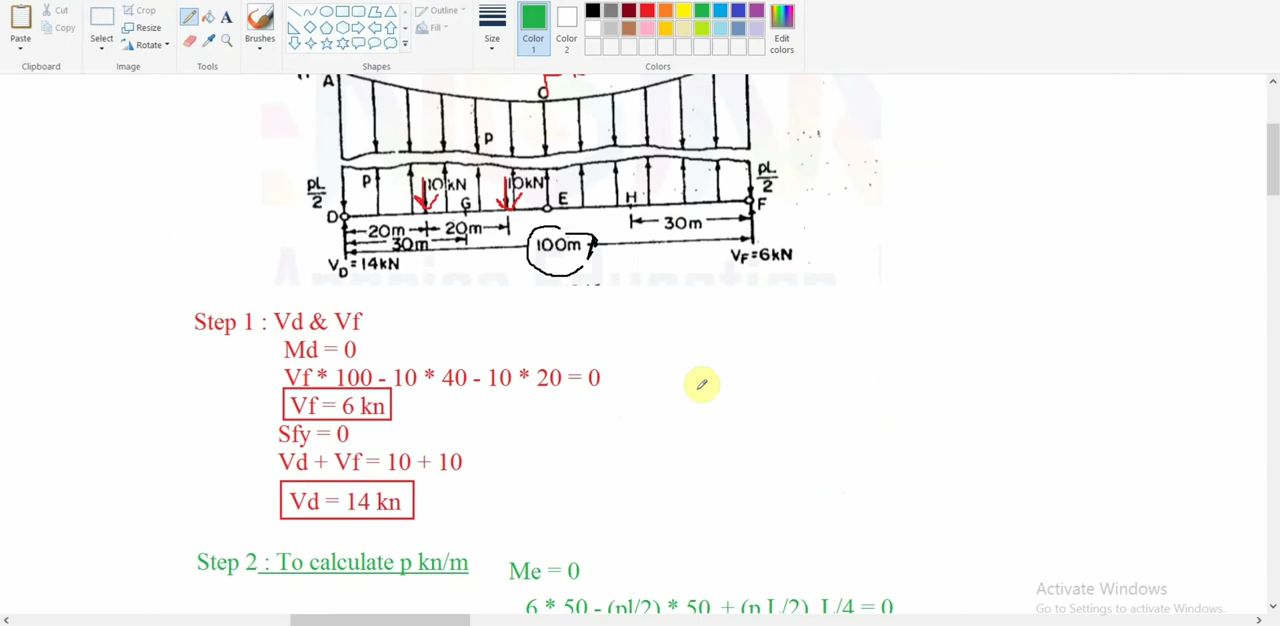 Cut
Copy
Paste
Clipboard
Crop
Resize
Rotate
Select
Image
Tools
Brushes
Outline
Fill
Shapes
Size
Color
1
Color
2
Edit
colors
Colors
A
d
P
pL
2
P
10 kN
10kN
G
E
H
pL
2
F
D
20m
20m
30m
30m
100m
VD = 14kN
VF = 6kN
Step 1 : Vd & Vf
Md = 0
Vf * 100 - 10 * 40 - 10 * 20 = 0
Vf = 6 kn
Sfy = 0
Vd + Vf = 10 + 10
Vd = 14 kn
Step 2 : To calculate p kn/m
Me = 0
6 * 50 - (pl/2) * 50 + (p L/2) L/4 = 0
Activate Windows
Go to Settings to activate Windows.